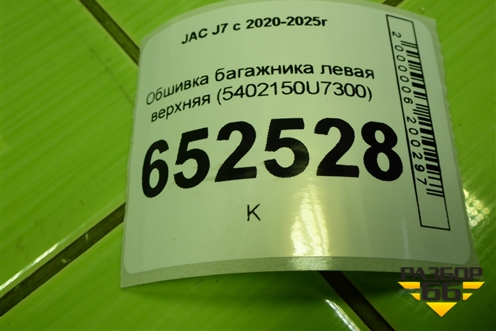 JAC J7 с 2020-2025г
Обшивка багажника левая
верхняя (5402150U7300)
652528
К
2000006200297
РАЗБОР
66